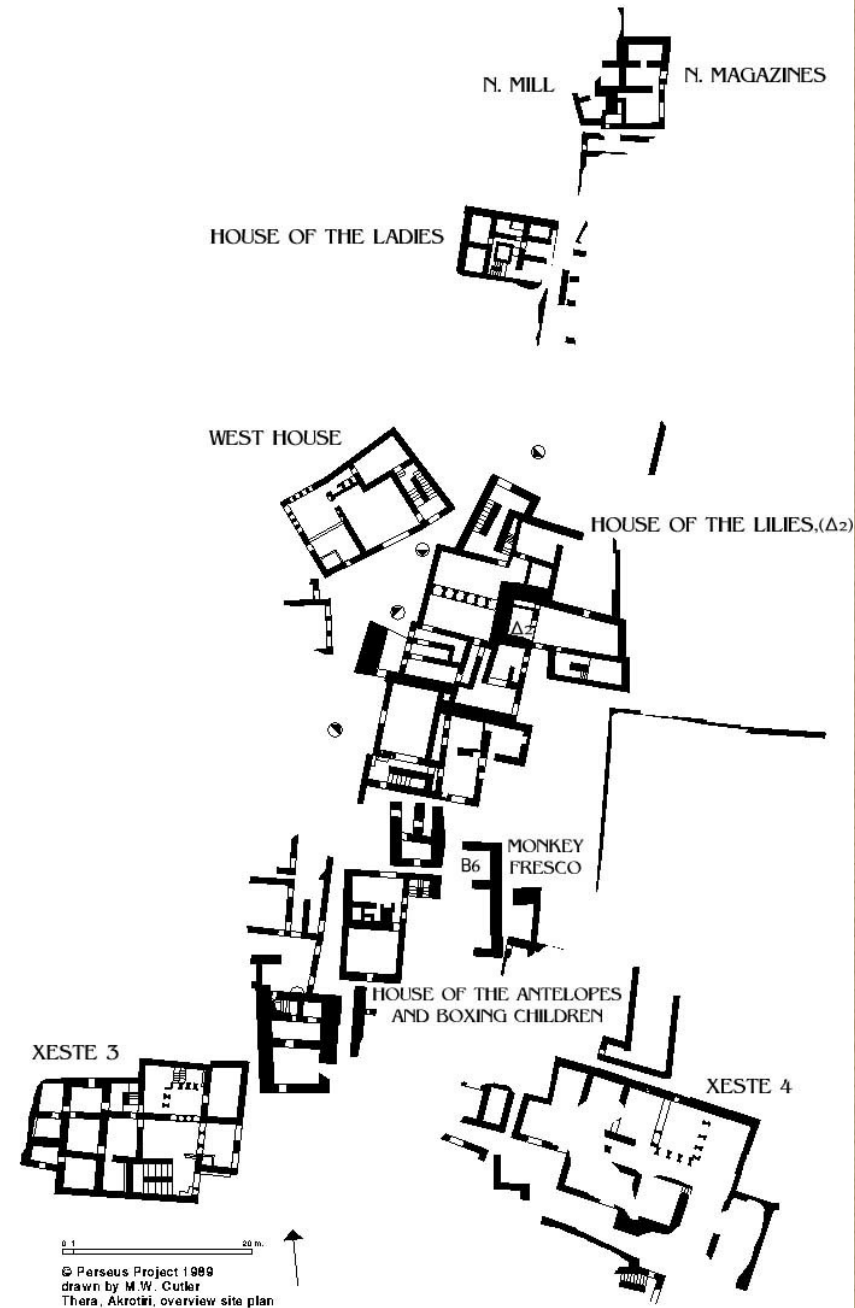 N. MILL
N. MAGAZINES
HOUSE OF THE LADIES
WEST HOUSE
HOUSE OF THE LILIES,(Δ2)
Δ2
MONKEY
FRESCO
B6
HOUSE OF THE ANTELOPES
AND BOXING CHILDREN
XESTE 3
XESTE 4
0 1 20 m.
© Perseus Project 1989
drawn by M.W. Cutler
Thera, Akrotiri, overview site plan